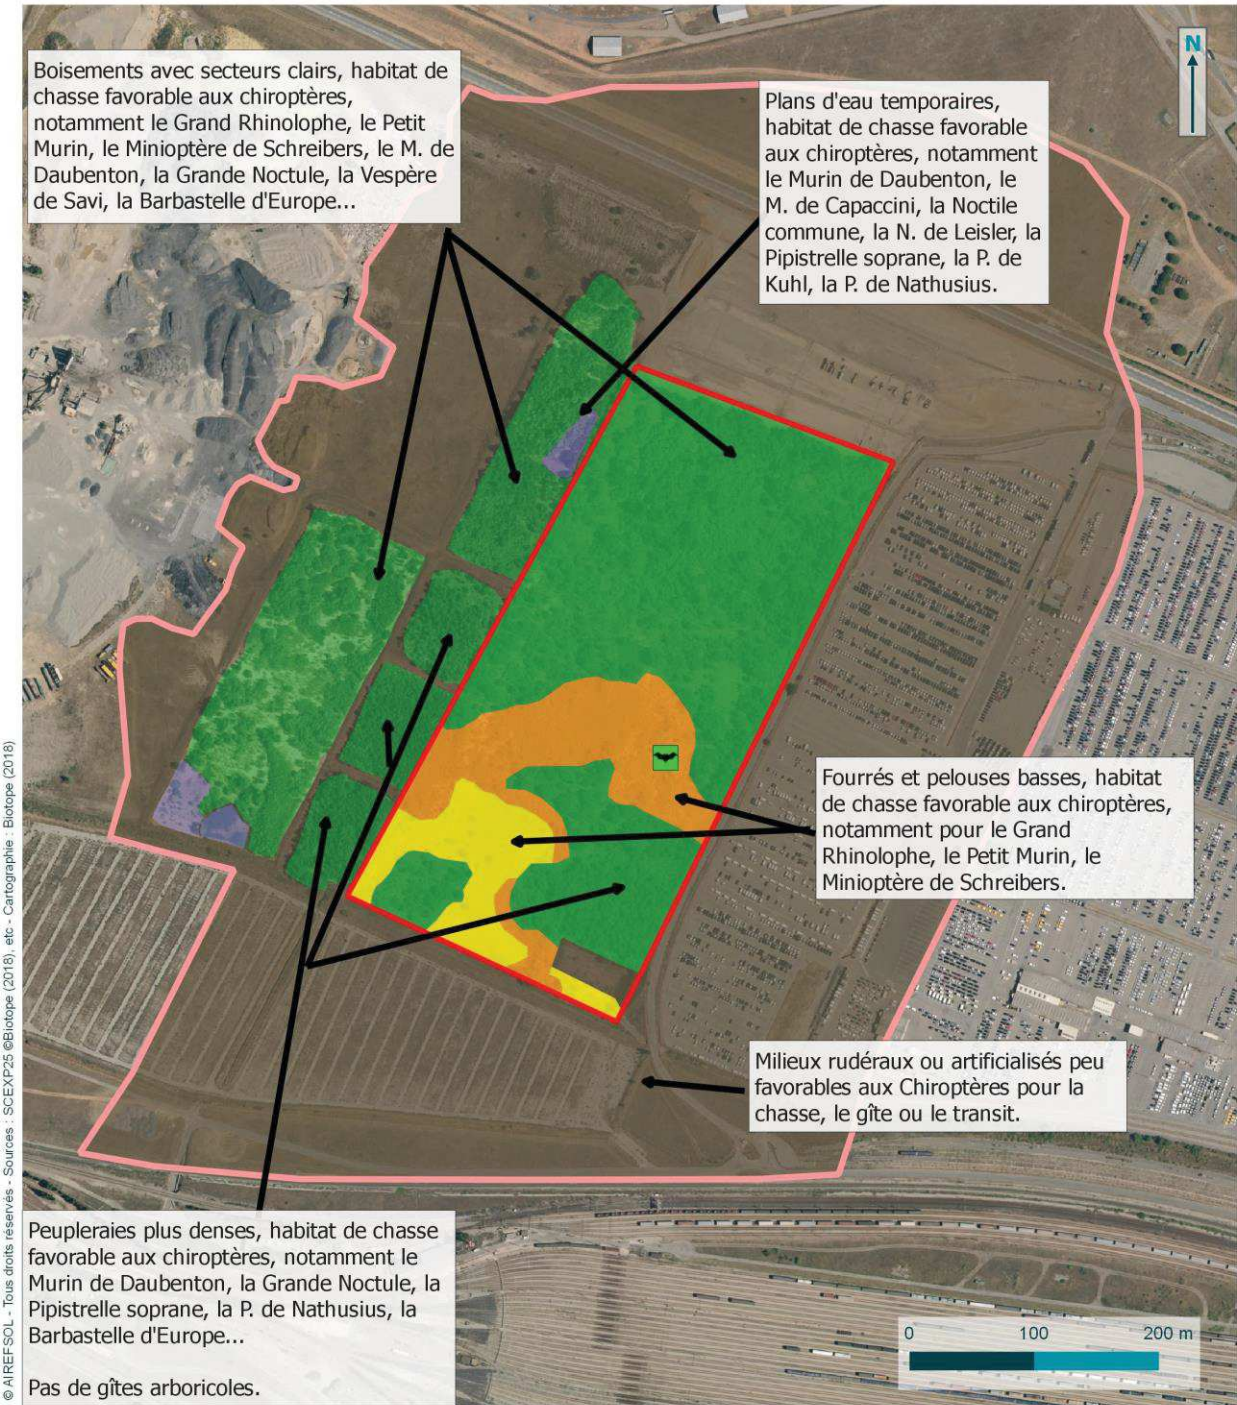 Boisements avec secteurs clairs, habitat de
chasse favorable aux chiroptères,
notamment le Grand Rhinolophe, le Petit
Murin, le Minioptère de Schreibers, le M. de
Daubenton, la Grande Noctule, la Vespère
de Savi, la Barbastelle d'Europe...
Plans d'eau temporaires,
habitat de chasse favorable
aux chiroptères, notamment
le Murin de Daubenton, le
M. de Capaccini, la Noctile
commune, la N. de Leisler, la
Pipistrelle soprane, la P. de
Kuhl, la P. de Nathusius.
N
Fourrés et pelouses basses, habitat
de chasse favorable aux chiroptères,
notamment pour le Grand
Rhinolophe, le Petit Murin, le
Minioptère de Schreibers.
Milieux rudéraux ou artificialisés peu
favorables aux Chiroptères pour la
chasse, le gîte ou le transit.
Peupleraies plus denses, habitat de chasse
favorable aux chiroptères, notamment le
Murin de Daubenton, la Grande Noctule, la
Pipistrelle soprane, la P. de Nathusius, la
Barbastelle d'Europe...
Pas de gîtes arboricoles.
0 100 200 m
© AIREFSOL - Tous droits réservés - Sources : SCEXP25 ©Biotope (2018), etc - Cartographie : Biotope (2018)